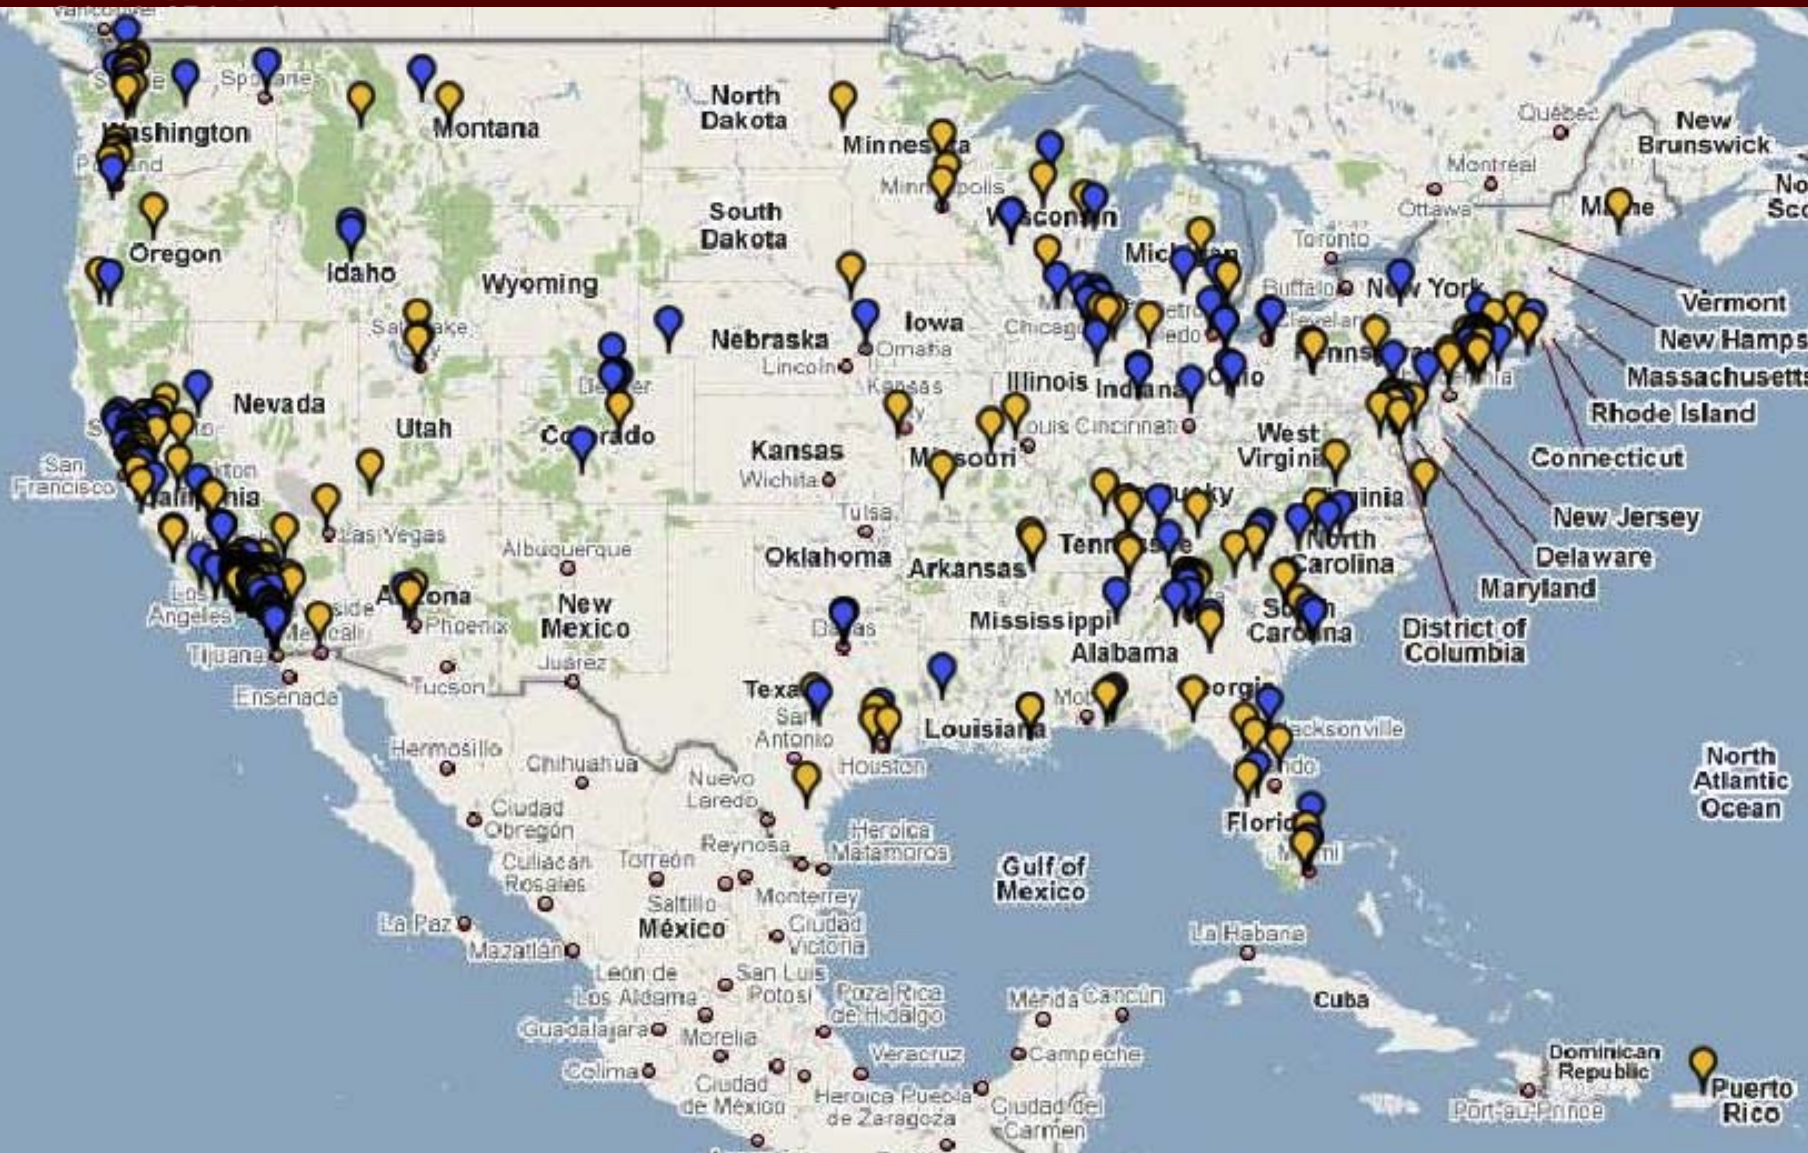 Spokane
Washington
Montana
North
Dakota
Minnesota
Québec
New
Brunswick
Montréal
Portland
Minneapolis
Ottawa
Maine
South
Dakota
Wisconsin
Oregon
Idaho
Wyoming
Michigan
Toronto
Buffalo
New York
Vermont
Salt Lake
Nebraska
Iowa
Chicago
Cleveland
New Hamps
Omaha
Lincoln
Kansas
Denver
Illinois
Indiana
Ohio
Massachusetts
Nevada
Utah
Colorado
Rhode Island
Cincinnati
West
Virginia
Kansas
Missouri
Connecticut
San
Francisco
California
Wichita
Kentucky
Virginia
New Jersey
Tulsa
Las Vegas
Albuquerque
Oklahoma
Arkansas
Tennessee
North
Carolina
Delaware
Maryland
Los
Angeles
Arizona
Phoenix
New
Mexico
Dallas
Mississippi
Alabama
South
Carolina
District of
Columbia
Tijuana
Mexicali
Juárez
Tucson
Ensenada
Texas
San
Antonio
Louisiana
Georgia
Jacksonville
Hermosillo
Chihuahua
Houston
Nuevo
Laredo
North
Atlantic
Ocean
Ciudad
Obregón
Reynosa
Heroica
Matamoros
Florida
Miami
Culiacán
Rosales
Torreón
Saltillo
Monterrey
Gulf of
Mexico
La Paz
México
Ciudad
Victoria
Mazatlán
La Habana
León de
Los Aldama
San Luis
Potosí
Poza Rica
de Hidalgo
Mérida
Cancún
Cuba
Guadalajara
Morelia
Veracruz
Campeche
Colima
Ciudad
de México
Heroica Puebla
de Zaragoza
Ciudad del
Carmen
Dominican
Republic
Port-au-Prince
Puerto
Rico